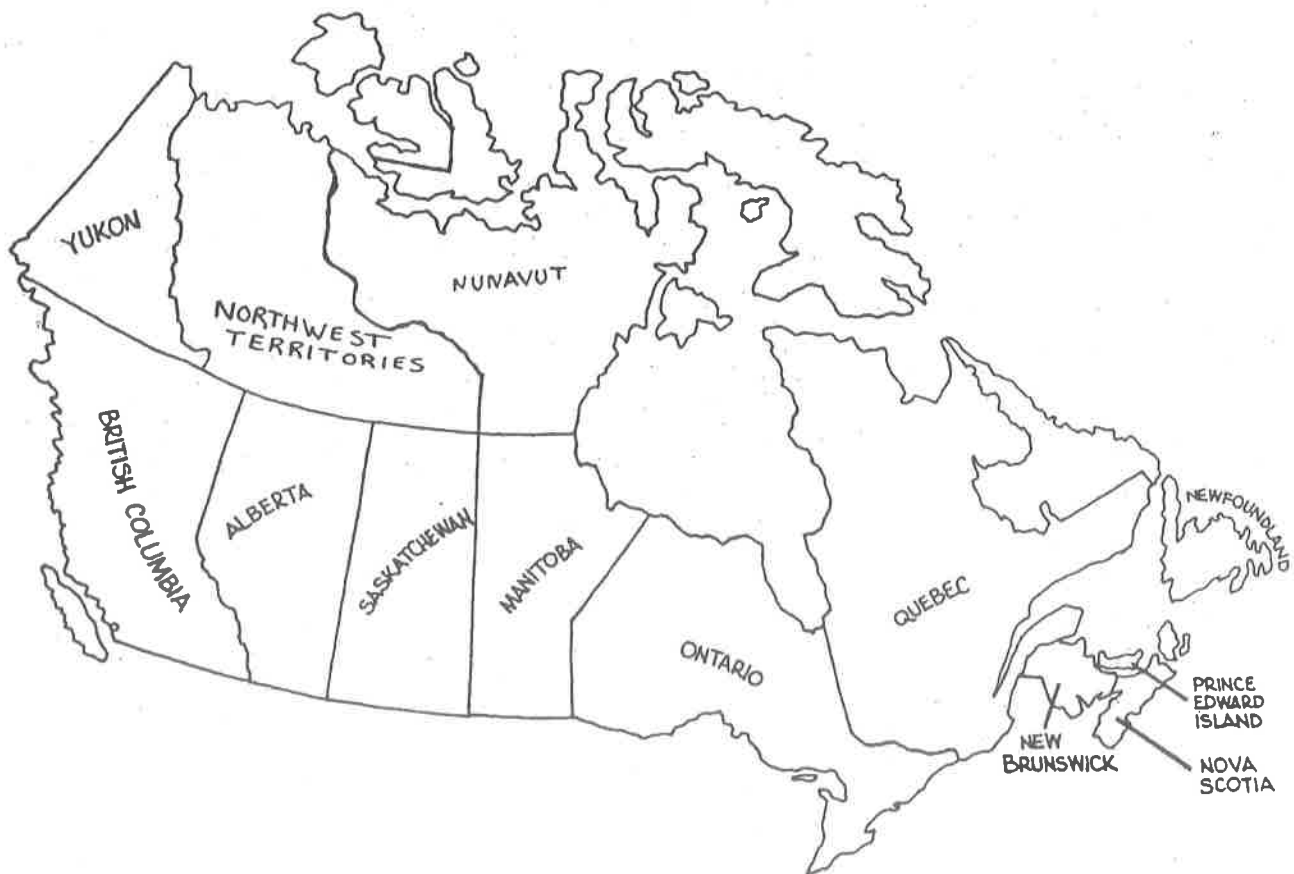 YUKON
NUNAVUT
NORTHWEST
TERRITORIES
BRITISH COLUMBIA
ALBERTA
SASKATCHEWAN
MANITOBA
ONTARIO
QUEBEC
NEWFOUNDLAND
PRINCE
EDWARD
ISLAND
NEW
BRUNSWICK
NOVA
SCOTIA